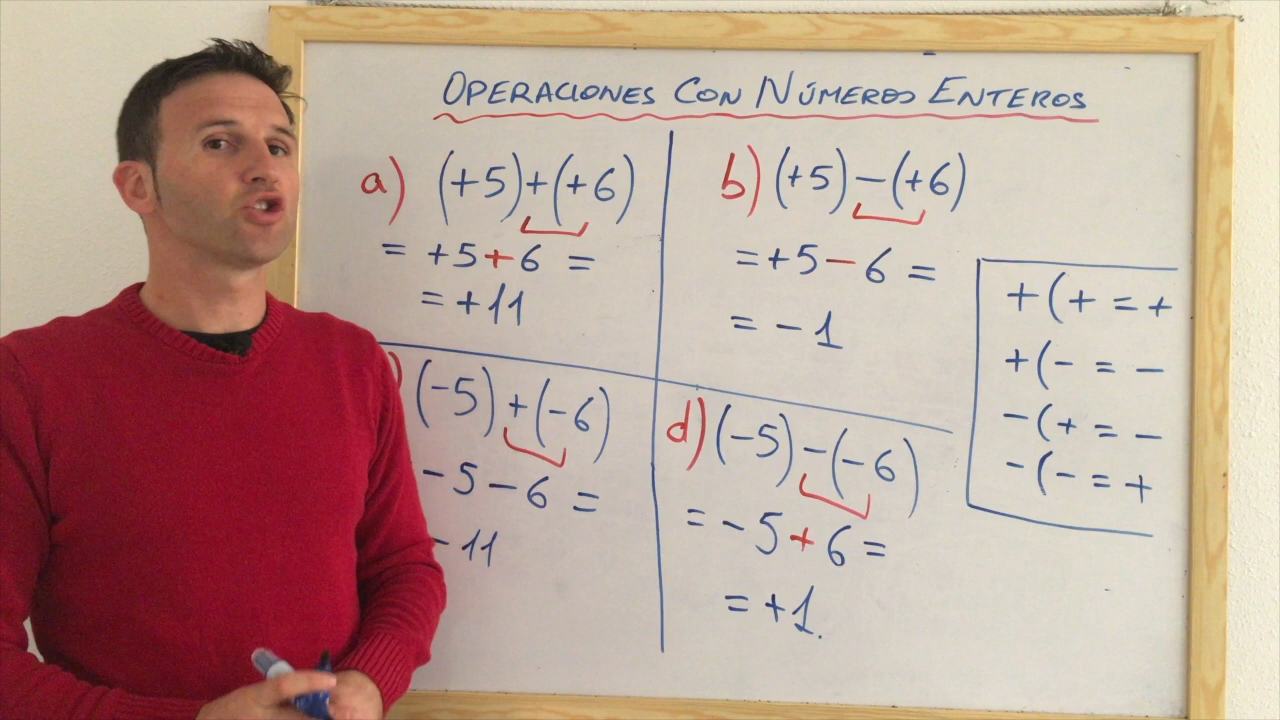 OPERACIONES CON NÚMEROS ENTEROS
a) (+5)+(+6)
= +5+6 =
= +11
b) (+5)-(+6)
=+5-6 =
= -1
) (-5)+(-6)
-5-6 =
-11
d) (-5)-(-6)
= -5+6 =
= +1.
+(+ = +
+(- = -
-(+ = -
-(- = +